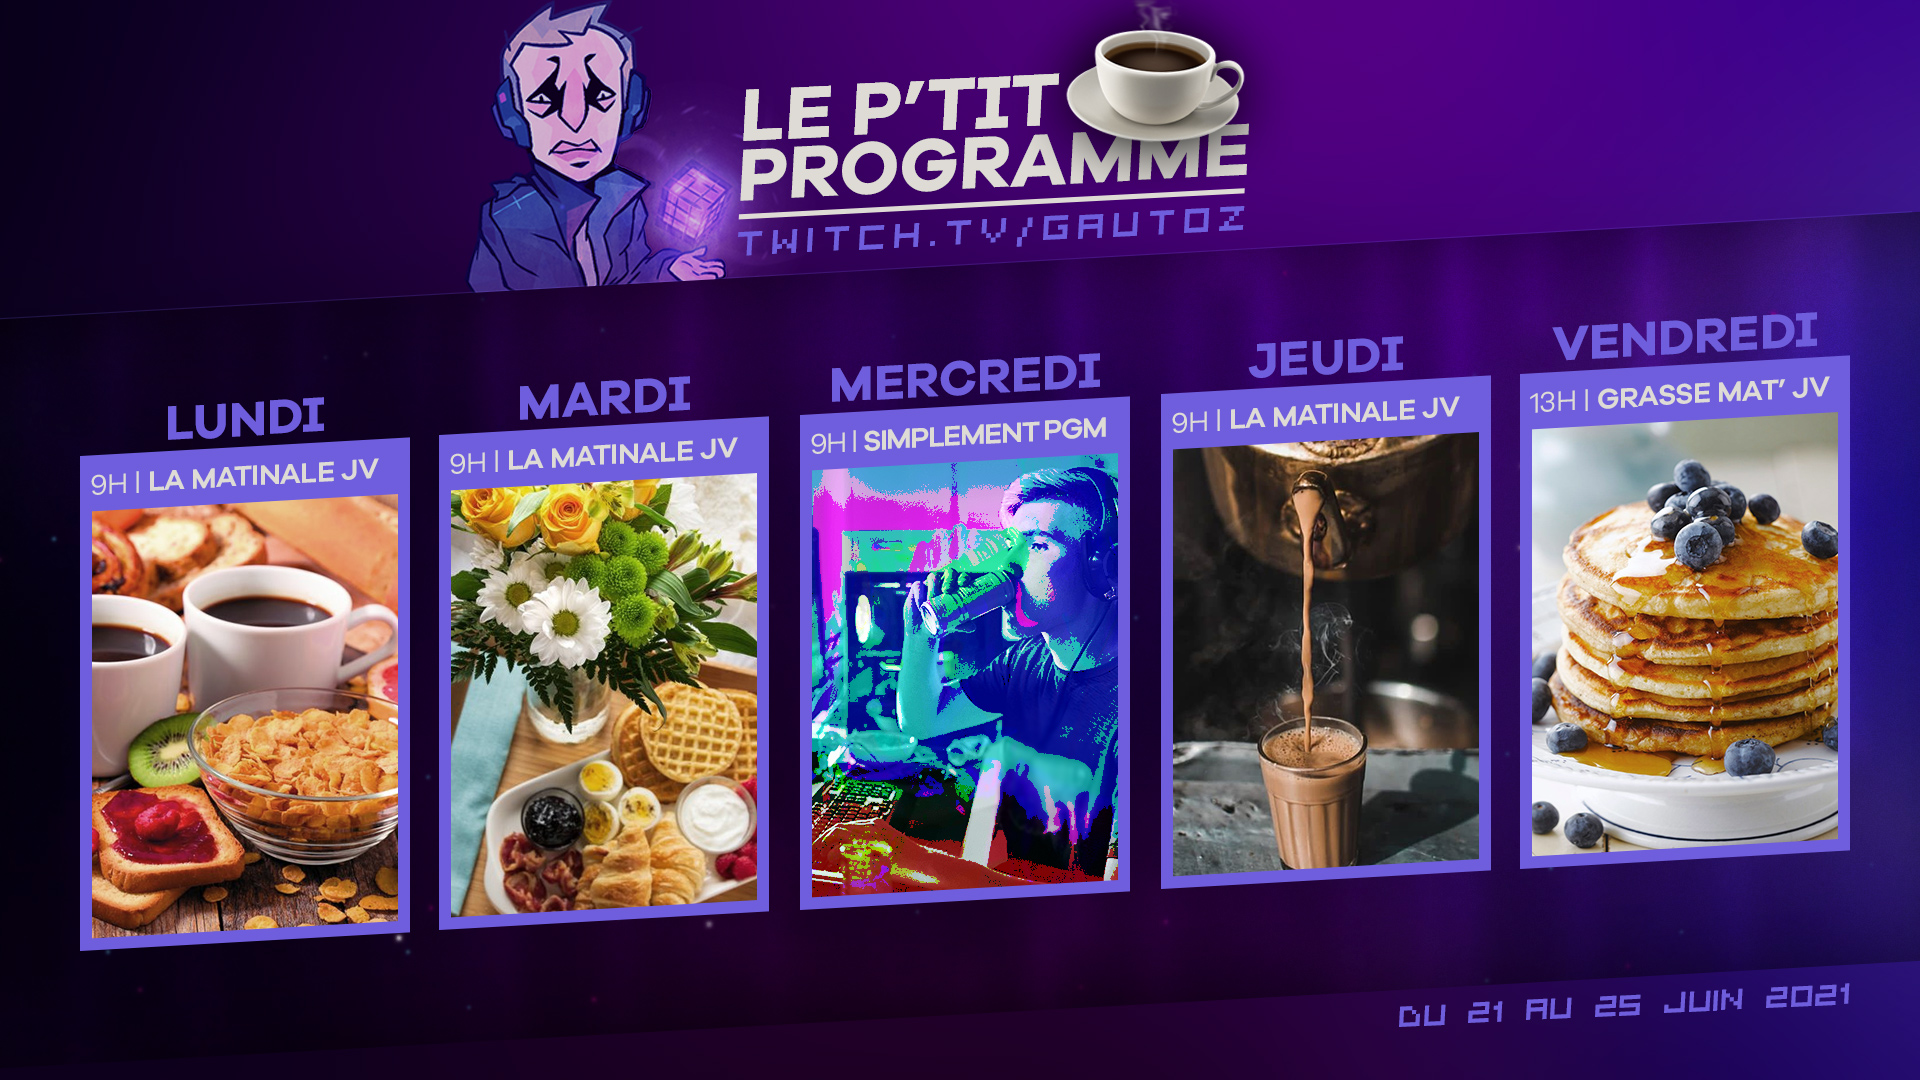 LE P'TIT
PROGRAMME
TWITCH.TV/GAUTOZ
LUNDI
9H | LA MATINALE JV
MARDI
9H | LA MATINALE JV
MERCREDI
9H | SIMPLEMENT PGM
JEUDI
9H | LA MATINALE JV
VENDREDI
13H | GRASSE MAT' JV
DU 21 AU 25 JUIN 2021